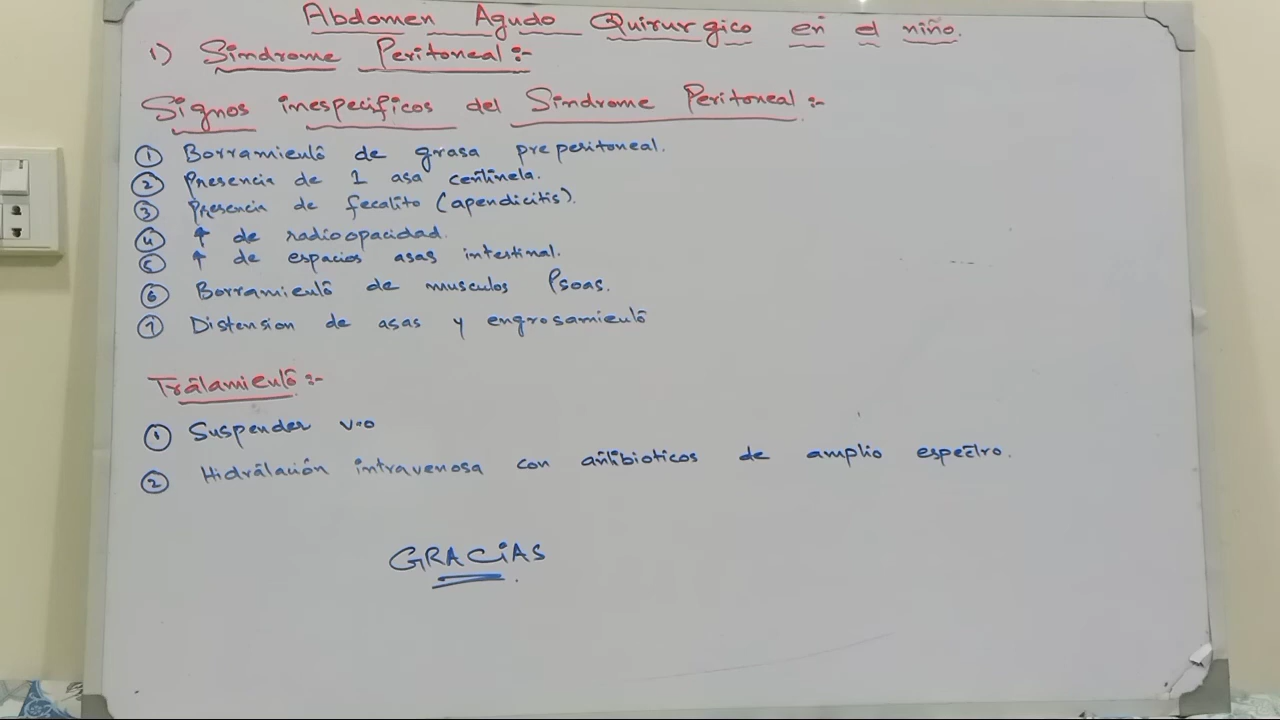 Abdomen Agudo Quirurgico en el niño.
1) Sindrome Peritoneal:-
Signos inespecificos del Sindrome Peritoneal:-
① Borramiento de grasa preperitoneal.
② Presencia de 1 asa centinela.
③ Presencia de fecalito (apendicitis).
④ ↑ de radioopacidad.
⑤ ↑ de espacios asas intestinal.
⑥ Borramiento de musculos Psoas.
⑦ Distension de asas y engrosamiento
Tratamiento:-
① Suspender v.o
② Hidratación intravenosa con antibioticos de amplio espectro.
GRACiAS